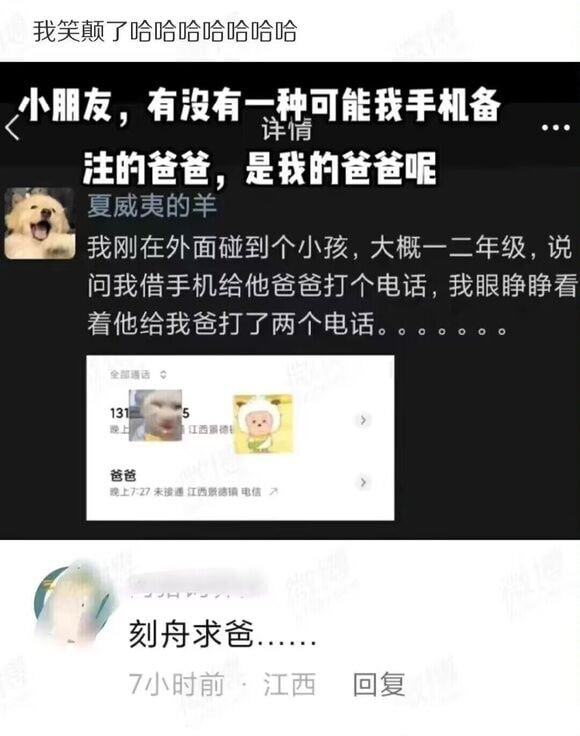 我笑颠了哈哈哈哈哈哈哈
小朋友，有没有一种可能我手机备
详情
注的爸爸，是我的爸爸呢
夏威夷的羊
我刚在外面碰到个小孩，大概一二年级，说
问我借手机给他爸爸打个电话，我眼睁睁看
着他给我爸打了两个电话。。。。。。。
全部通话
131 5
晚上 江西景德
爸爸
晚上7:27 未接通 江西景德镇 电信
刻舟求爸……
7小时前 · 江西 回复